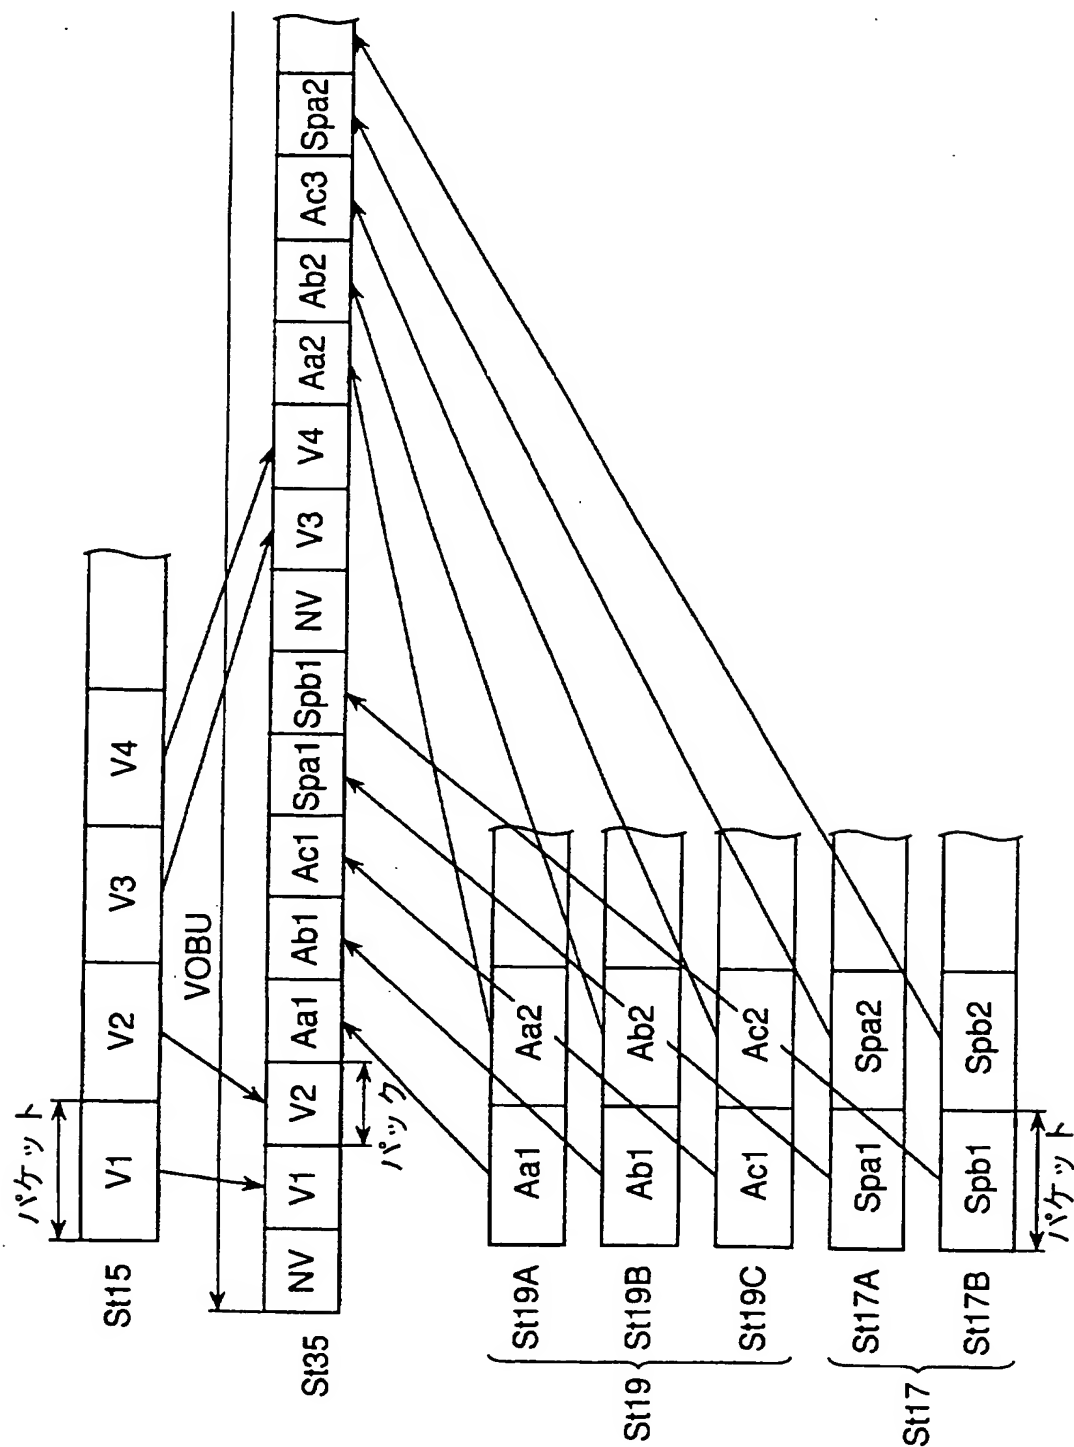 パケット
St15
V1
V2
V3
V4
VOBU
St35
NV
V1
V2
Aa1
Ab1
Ac1
Spa1
Spb1
NV
V3
V4
Aa2
Ab2
Ac3
Spa2
パック
St19
St19A
Aa1
Aa2
St19B
Ab1
Ab2
St19C
Ac1
Ac2
St17
St17A
Spa1
Spa2
St17B
Spb1
Spb2
パケット